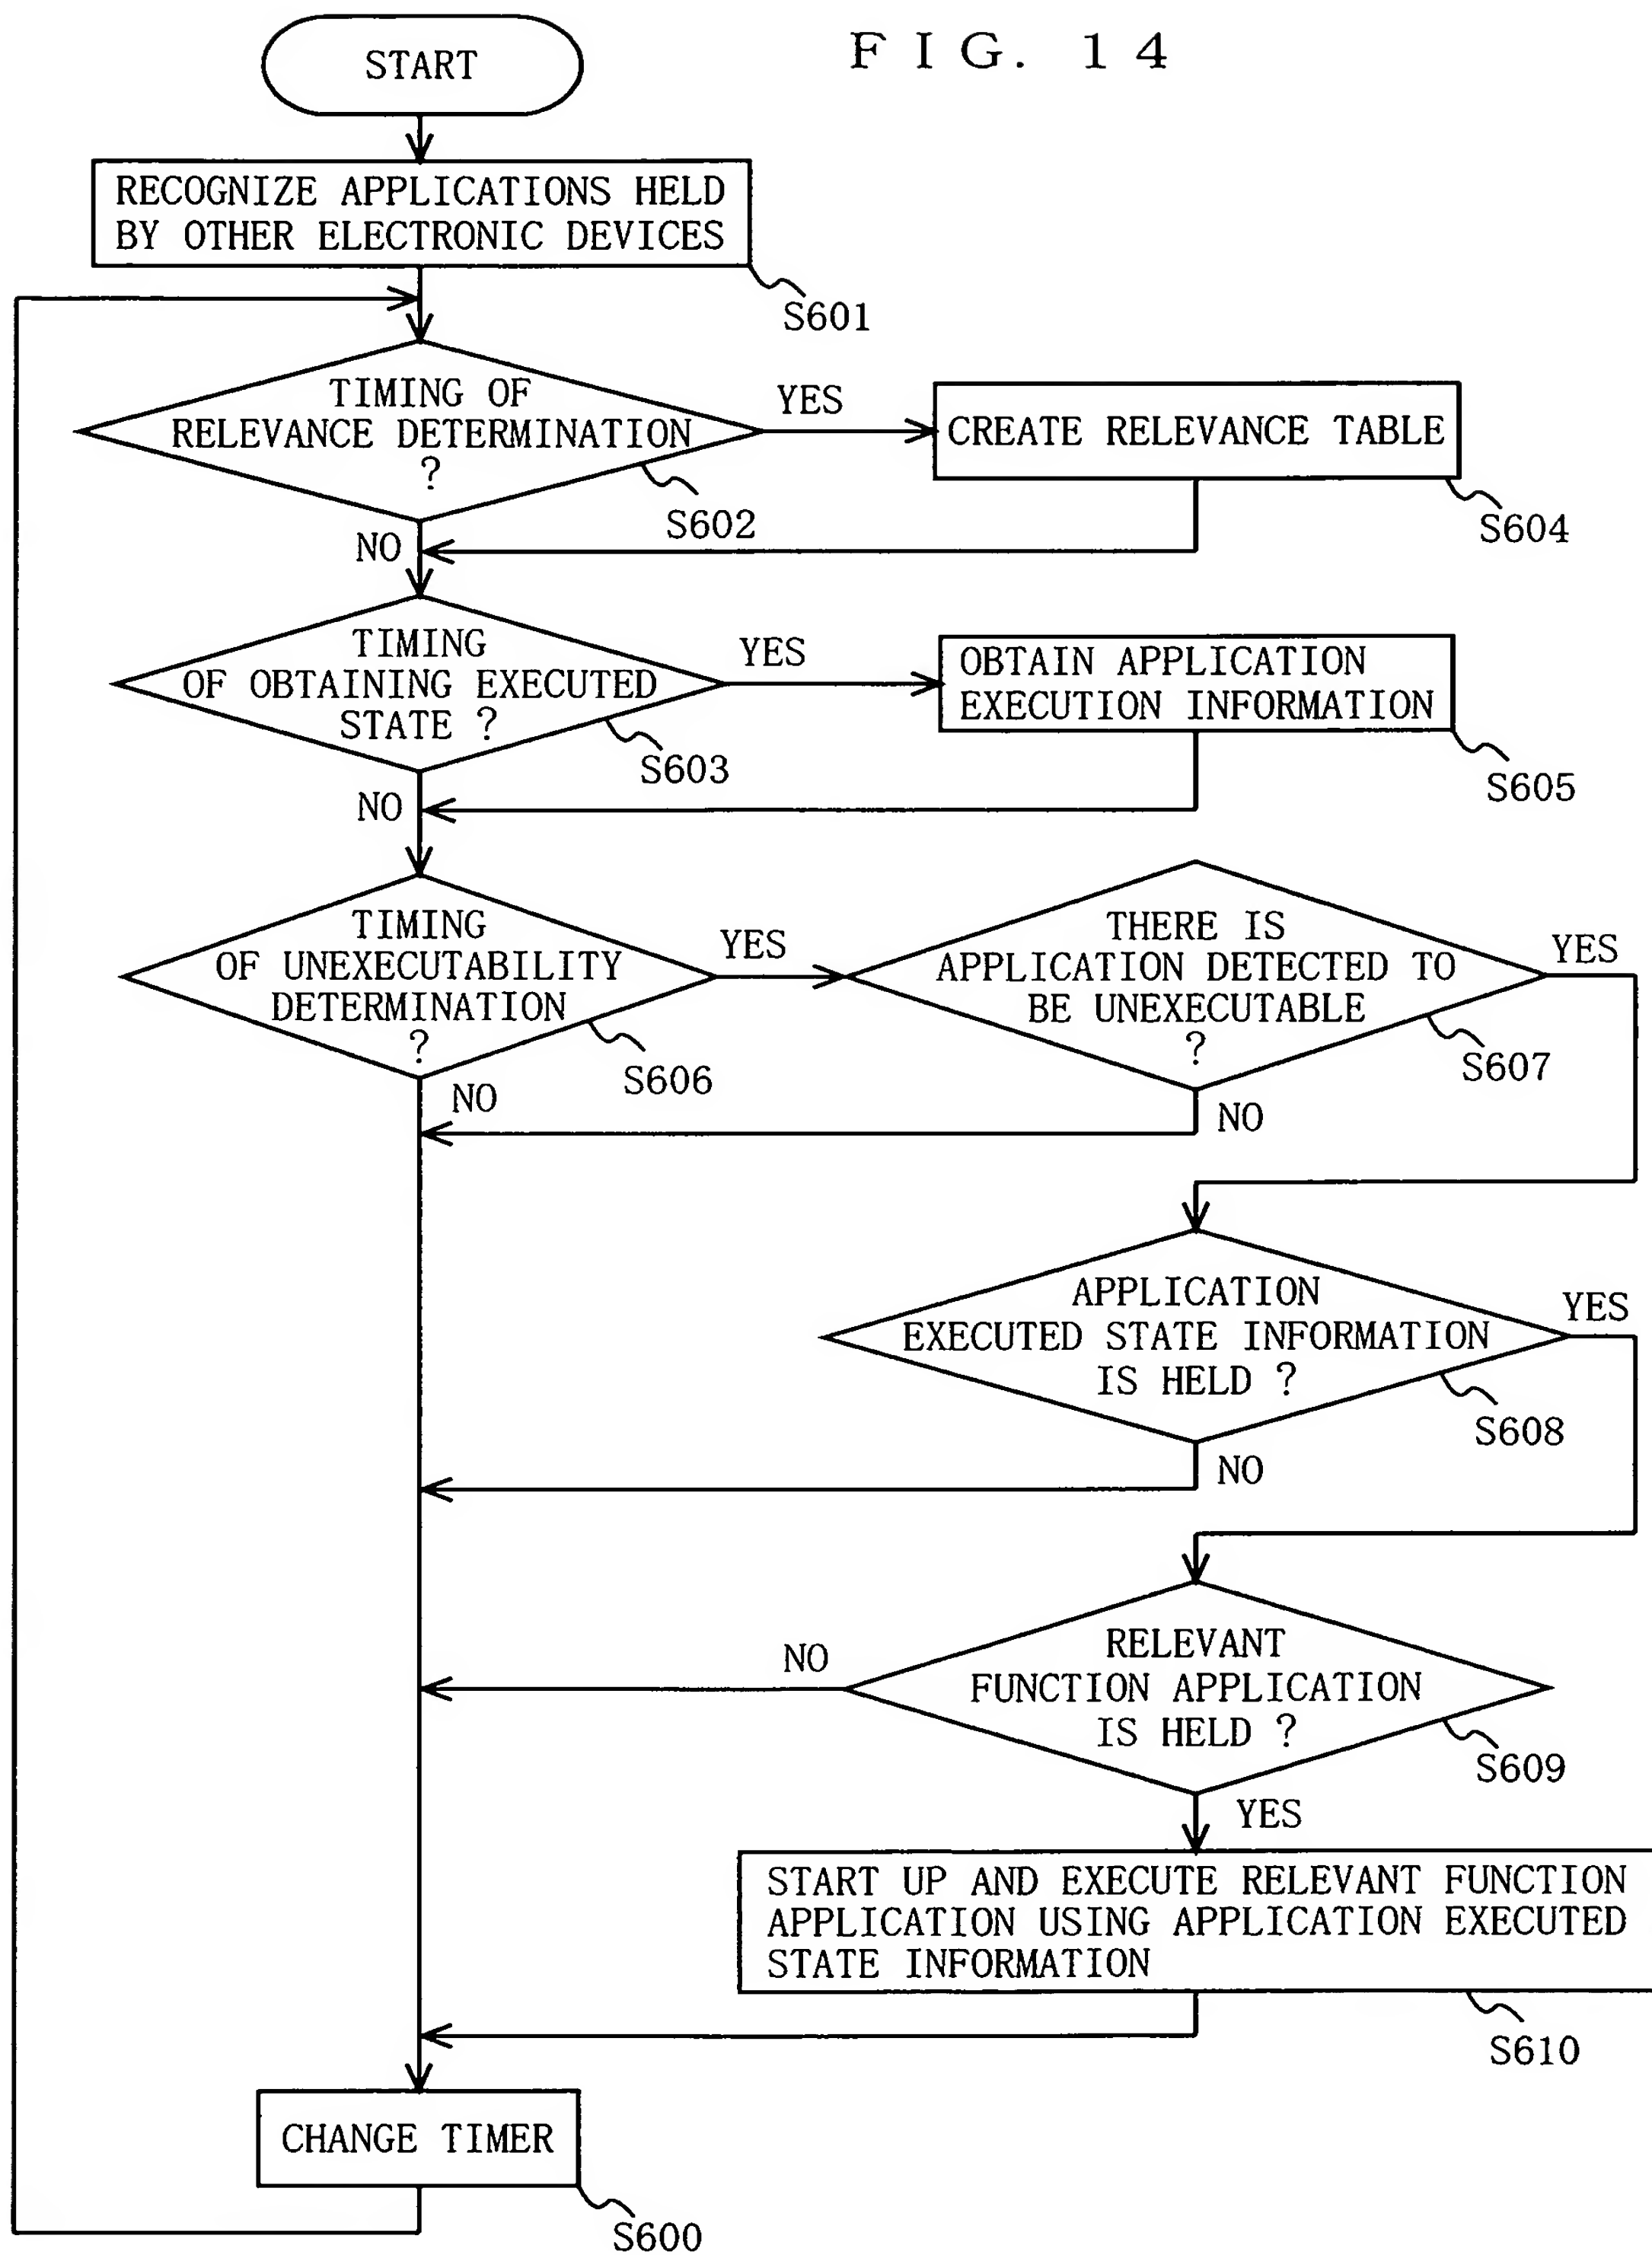 FIG. 14
START
RECOGNIZE APPLICATIONS HELD
BY OTHER ELECTRONIC DEVICES
S601
TIMING OF
RELEVANCE DETERMINATION
?
S602
YES
CREATE RELEVANCE TABLE
S604
NO
TIMING
OF OBTAINING EXECUTED
STATE ?
S603
YES
OBTAIN APPLICATION
EXECUTION INFORMATION
S605
NO
TIMING
OF UNEXECUTABILITY
DETERMINATION
?
S606
YES
THERE IS
APPLICATION DETECTED TO
BE UNEXECUTABLE
?
S607
YES
NO
NO
APPLICATION
EXECUTED STATE INFORMATION
IS HELD ?
S608
YES
NO
RELEVANT
FUNCTION APPLICATION
IS HELD ?
S609
NO
YES
START UP AND EXECUTE RELEVANT FUNCTION
APPLICATION USING APPLICATION EXECUTED
STATE INFORMATION
S610
CHANGE TIMER
S600